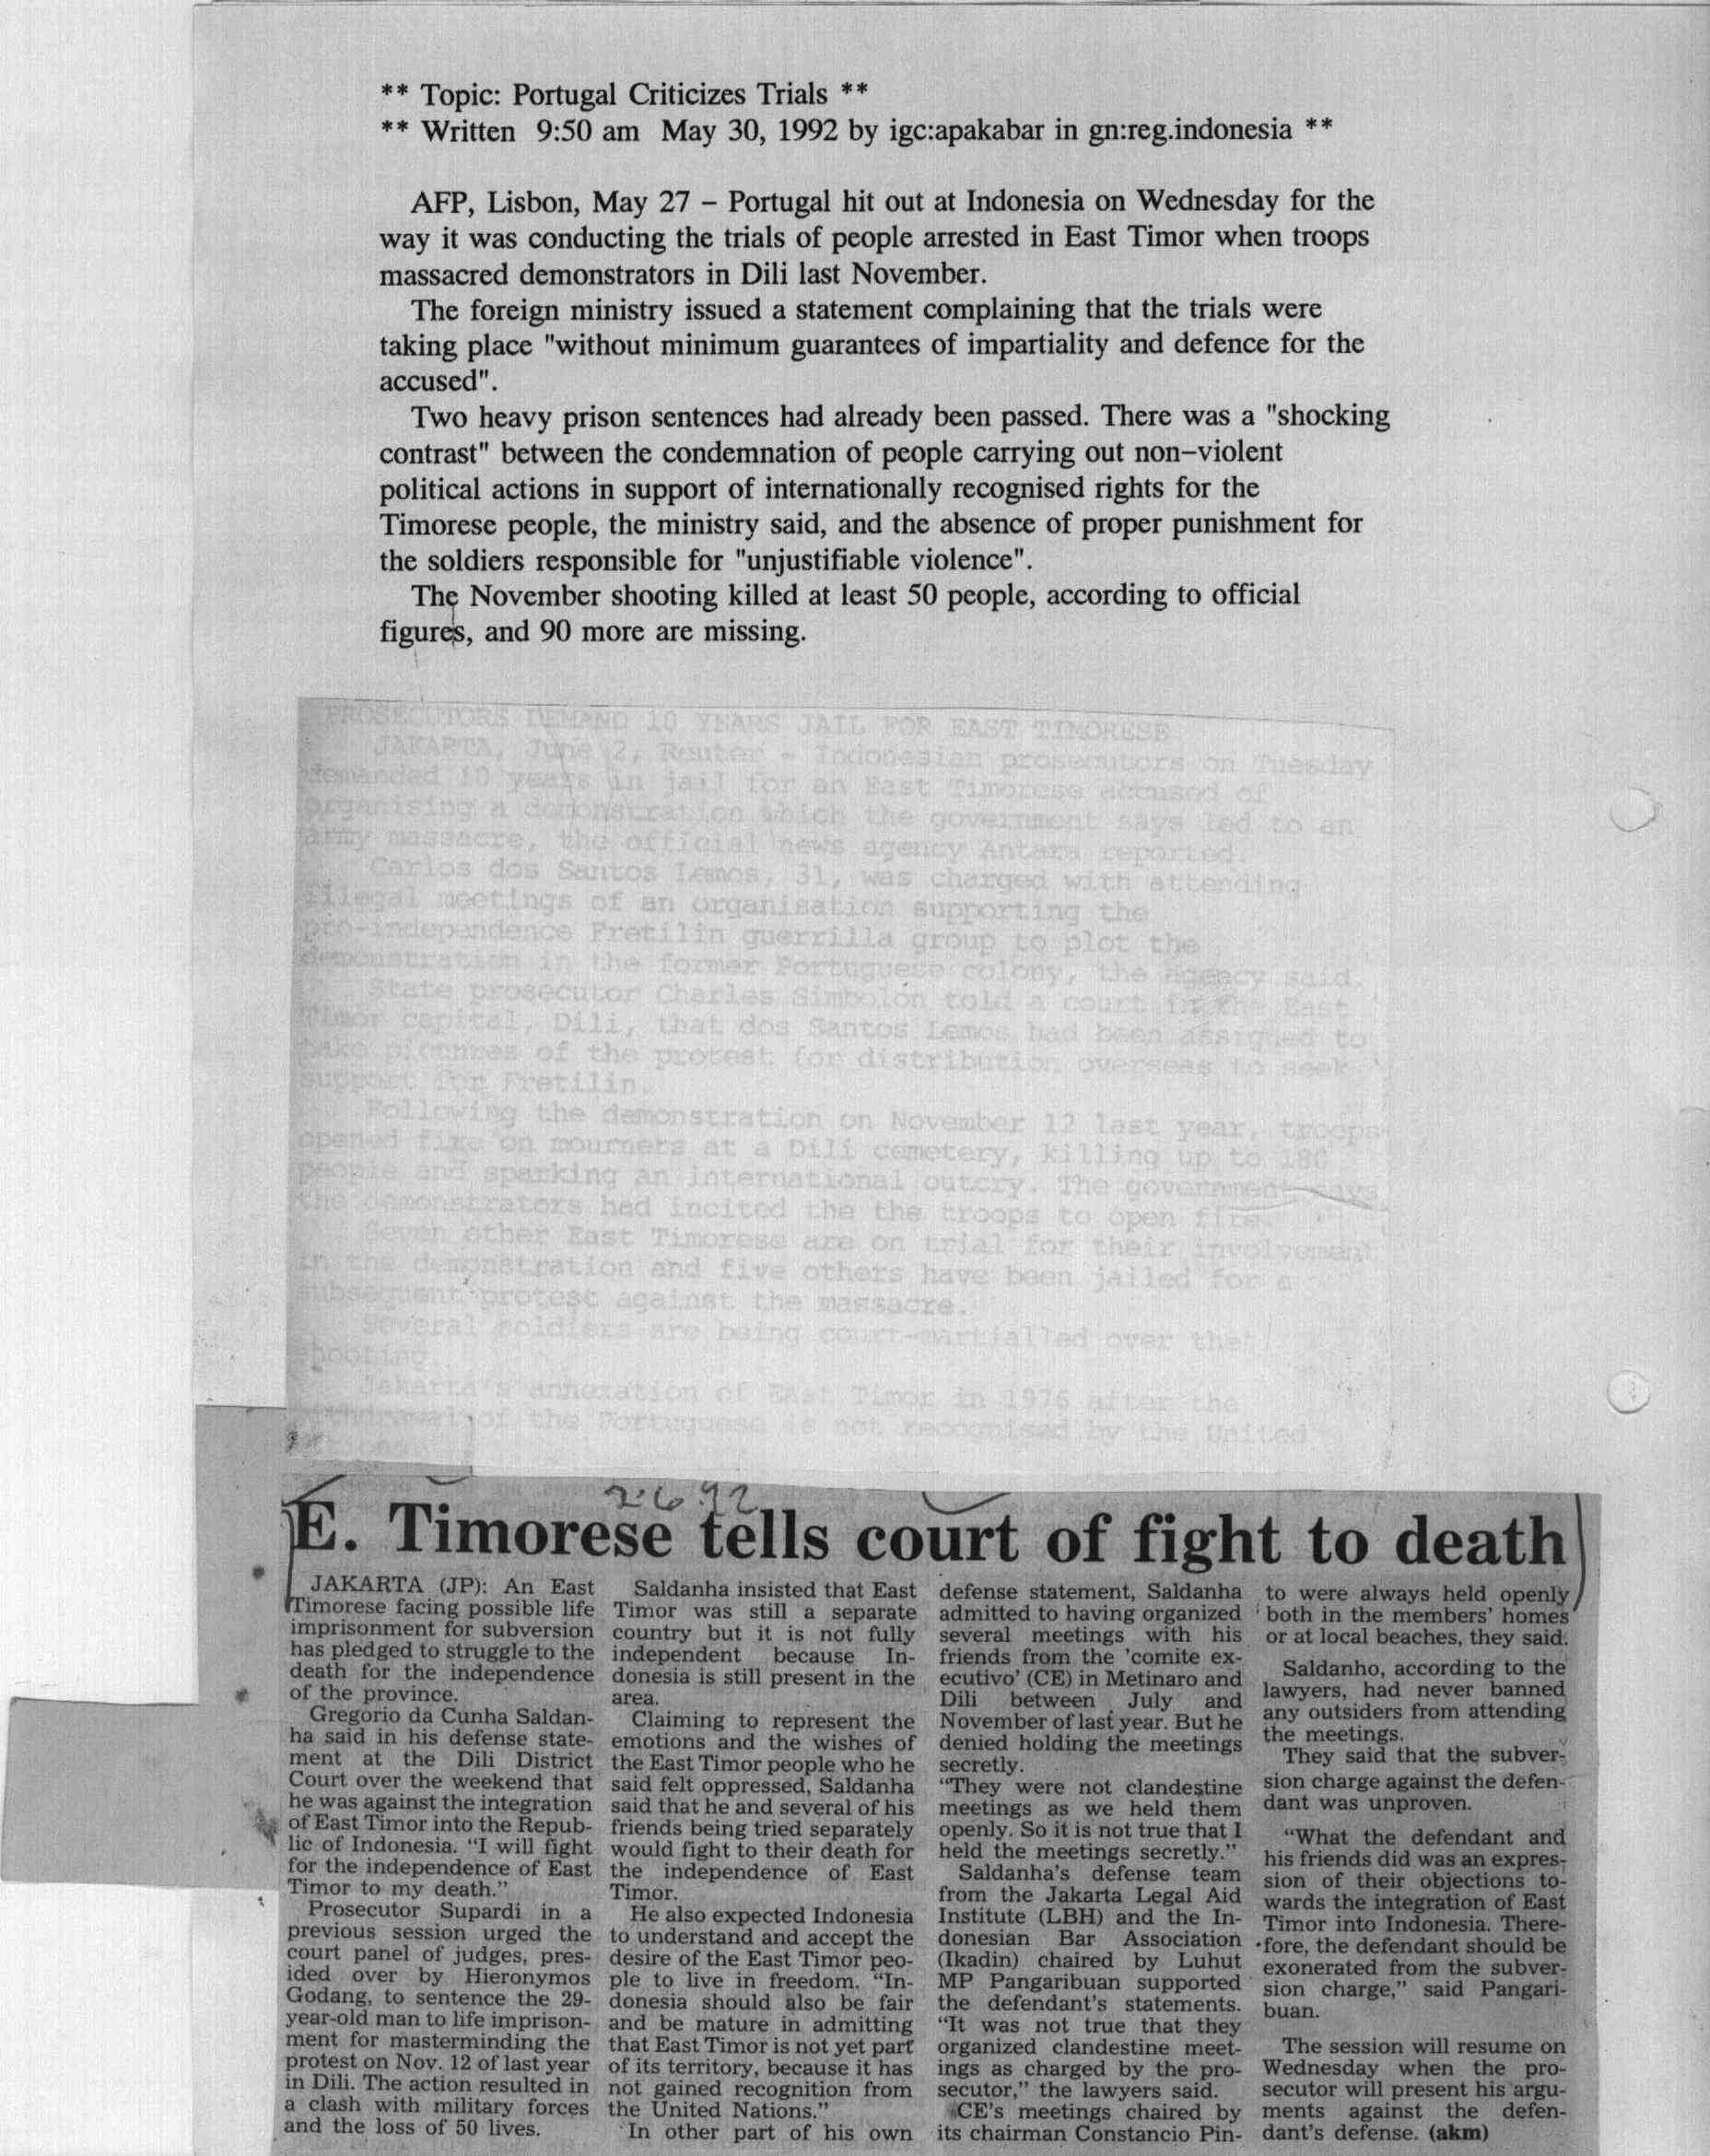 ** Topic: Portugal Criticizes Trials **
** Written 9:50 am May 30, 1992 by igc:apakabar in gn:reg.indonesia **
AFP, Lisbon, May 27 – Portugal hit out at Indonesia on Wednesday for the
way it was conducting the trials of people arrested in East Timor when troops
massacred demonstrators in Dili last November.
The foreign ministry issued a statement complaining that the trials were
taking place "without minimum guarantees of impartiality and defence for the
accused".
Two heavy prison sentences had already been passed. There was a "shocking
contrast" between the condemnation of people carrying out non–violent
political actions in support of internationally recognised rights for the
Timorese people, the ministry said, and the absence of proper punishment for
the soldiers responsible for "unjustifiable violence".
The November shooting killed at least 50 people, according to official
figures, and 90 more are missing.
PROSECUTORS DEMAND 10 YEARS JAIL FOR EAST TIMORESE
JAKARTA, June 2, Reuter - Indonesian prosecutors on Tuesday
demanded 10 years in jail for an East Timorese accused of
organising a demonstration which the government says led to an
army massacre, the official news agency Antara reported.
Carlos dos Santos Lemos, 31, was charged with attending
illegal meetings of an organisation supporting the
pro-independence Fretilin guerrilla group to plot the
demonstration in the former Portuguese colony, the agency said.
State prosecutor Charles Simbolon told a court in the East
Timor capital, Dili, that dos Santos Lemos had been assigned to
take pictures of the protest for distribution overseas to seek
support for Fretilin.
Following the demonstration on November 12 last year, troops
opened fire on mourners at a Dili cemetery, killing up to 180
people and sparking an international outcry. The government says
the demonstrators had incited the the troops to open fire.
Seven other East Timorese are on trial for their involvement
in the demonstration and five others have been jailed for a
subsequent protest against the massacre.
Several soldiers are being court-martialled over the
shooting.
Jakarta's annexation of East Timor in 1976 after the
withdrawal of the Portuguese is not recognised by the United
2.6.92
E. Timorese tells court of fight to death
JAKARTA (JP): An East
Timorese facing possible life
imprisonment for subversion
has pledged to struggle to the
death for the independence
of the province.
Gregorio da Cunha Saldan-
ha said in his defense state-
ment at the Dili District
Court over the weekend that
he was against the integration
of East Timor into the Repub-
lic of Indonesia. “I will fight
for the independence of East
Timor to my death.”
Prosecutor Supardi in a
previous session urged the
court panel of judges, pres-
ided over by Hieronymos
Godang, to sentence the 29-
year-old man to life imprison-
ment for masterminding the
protest on Nov. 12 of last year
in Dili. The action resulted in
a clash with military forces
and the loss of 50 lives.
Saldanha insisted that East
Timor was still a separate
country but it is not fully
independent because In-
donesia is still present in the
area.
Claiming to represent the
emotions and the wishes of
the East Timor people who he
said felt oppressed, Saldanha
said that he and several of his
friends being tried separately
would fight to their death for
the independence of East
Timor.
He also expected Indonesia
to understand and accept the
desire of the East Timor peo-
ple to live in freedom. “In-
donesia should also be fair
and be mature in admitting
that East Timor is not yet part
of its territory, because it has
not gained recognition from
the United Nations.”
In other part of his own
defense statement, Saldanha
admitted to having organized
several meetings with his
friends from the 'comite ex-
ecutivo' (CE) in Metinaro and
Dili between July and
November of last year. But he
denied holding the meetings
secretly.
“They were not clandestine
meetings as we held them
openly. So it is not true that I
held the meetings secretly.”
Saldanha's defense team
from the Jakarta Legal Aid
Institute (LBH) and the In-
donesian Bar Association
(Ikadin) chaired by Luhut
MP Pangaribuan supported
the defendant's statements.
“It was not true that they
organized clandestine meet-
ings as charged by the pro-
secutor,” the lawyers said.
CE's meetings chaired by
its chairman Constancio Pin-
to were always held openly
both in the members' homes
or at local beaches, they said.
Saldanho, according to the
lawyers, had never banned
any outsiders from attending
the meetings.
They said that the subver-
sion charge against the defen-
dant was unproven.
“What the defendant and
his friends did was an expres-
sion of their objections to-
wards the integration of East
Timor into Indonesia. There-
fore, the defendant should be
exonerated from the subver-
sion charge,” said Pangari-
buan.
The session will resume on
Wednesday when the pro-
secutor will present his argu-
ments against the defen-
dant's defense. (akm)